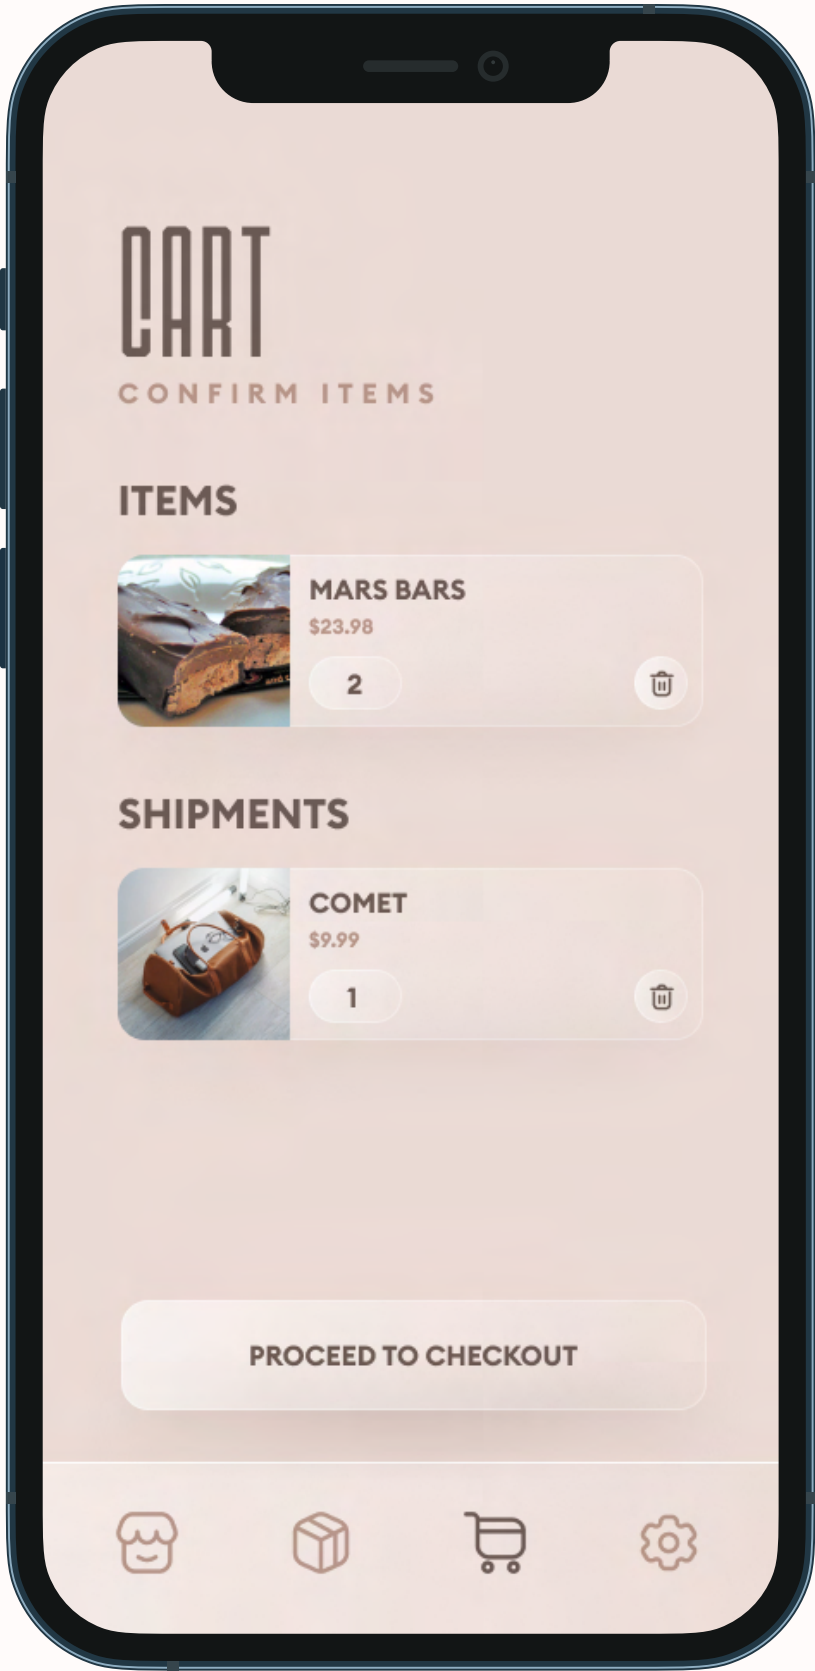 CART
CONFIRM ITEMS
ITEMS
MARS BARS
$23.98
2
SHIPMENTS
COMET
$9.99
1
PROCEED TO CHECKOUT